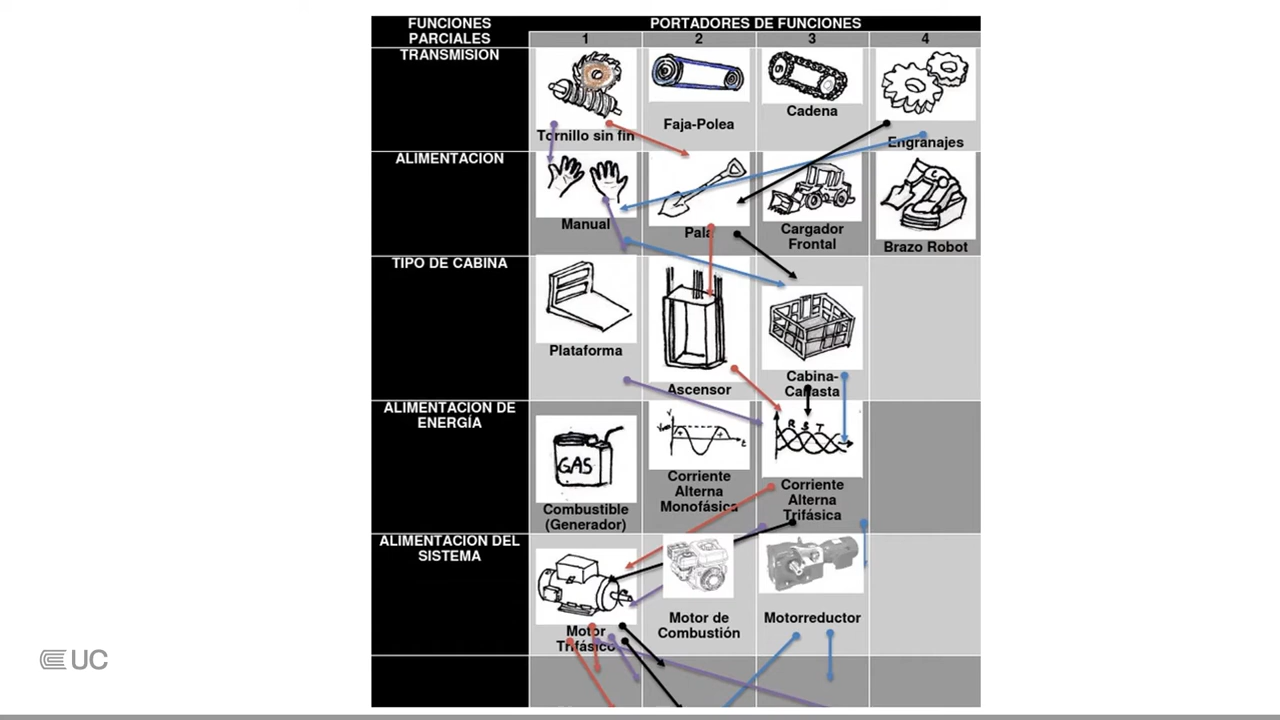 FUNCIONES PARCIALES
PORTADORES DE FUNCIONES
1 2 3 4
TRANSMISION
Tornillo sin fin
Faja-Polea
Cadena
Engranajes
ALIMENTACION
Manual
Pala
Cargador
Frontal
Brazo Robot
TIPO DE CABINA
Plataforma
Ascensor
Cabina-
Canasta
ALIMENTACION DE
ENERGÍA
GAS
Combustible
(Generador)
V
t
Corriente
Alterna
Monofásica
R S T
Corriente
Alterna
Trifásica
ALIMENTACION DEL
SISTEMA
Motor
Trifásico
Motor de
Combustión
Motorreductor
UC